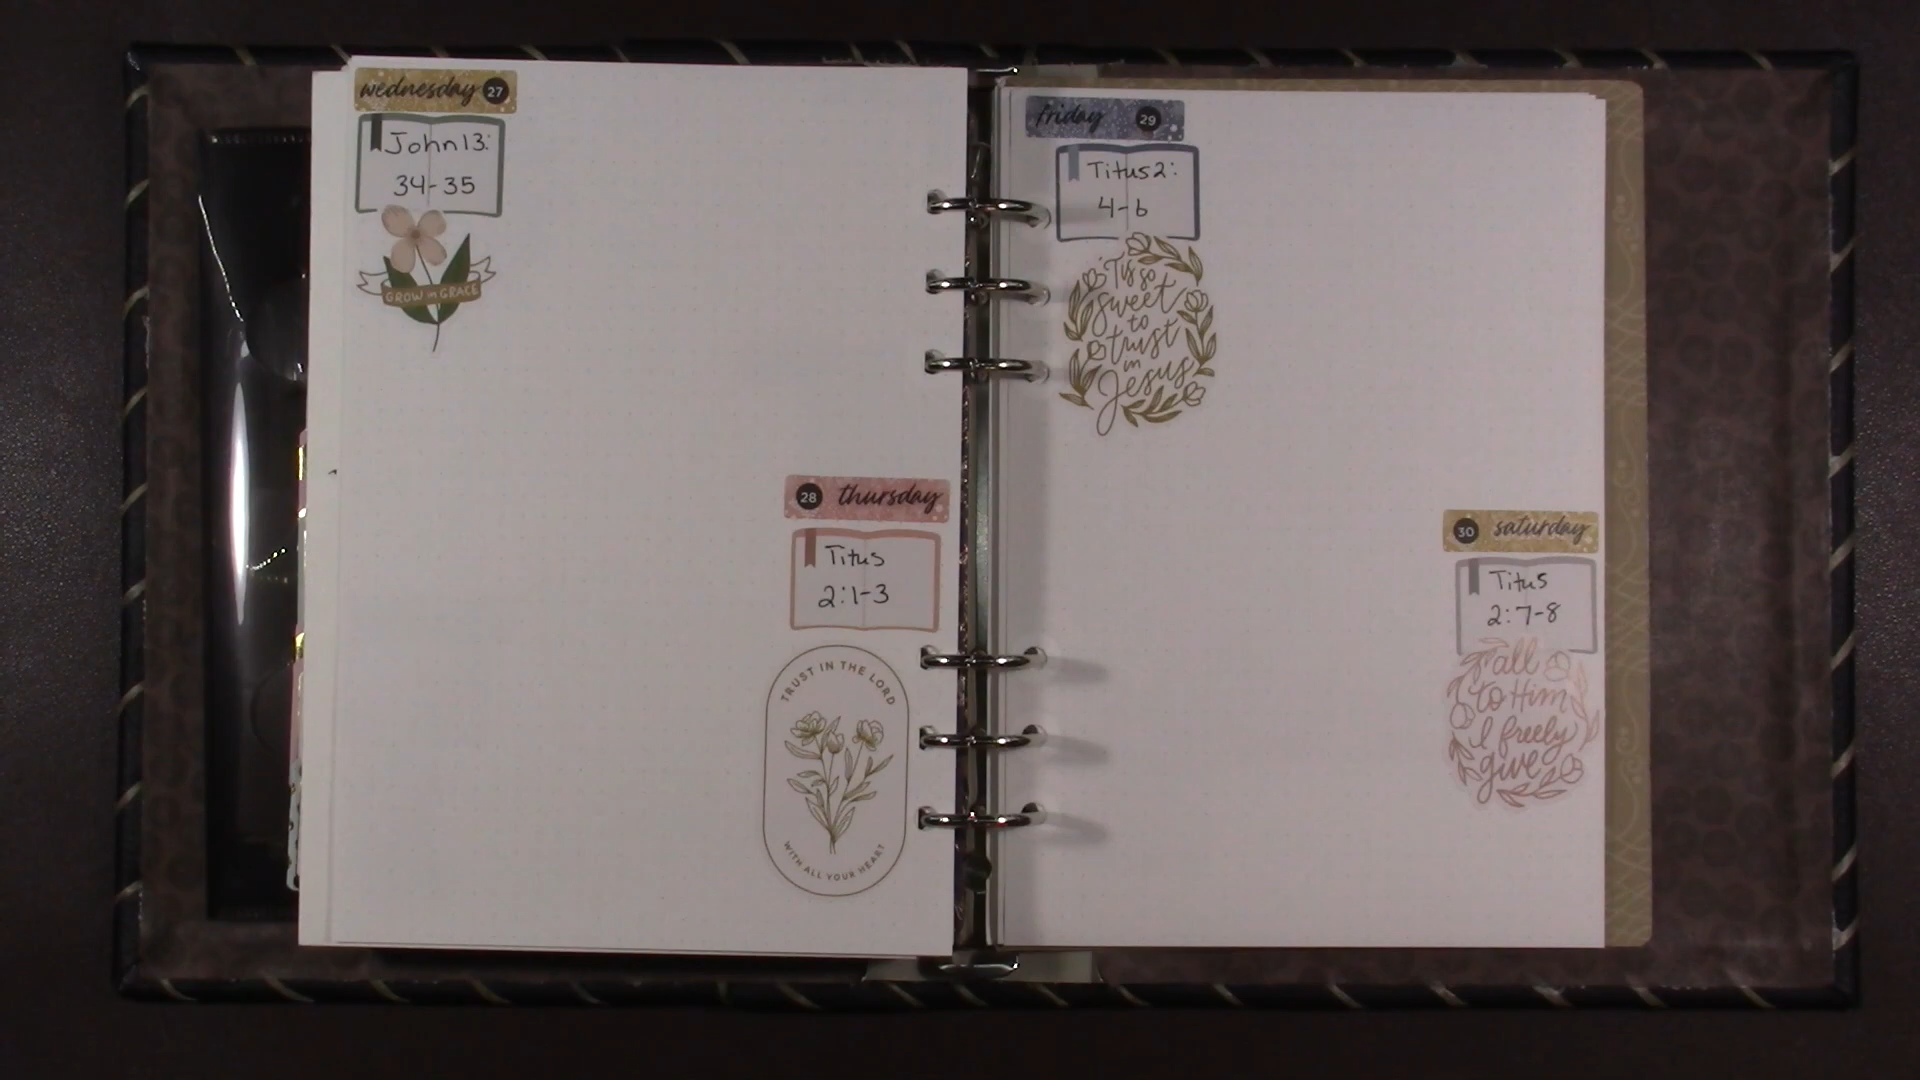 wednesday 27
John 13:
34-35
GROW in GRACE
28 thursday
Titus
2:1-3
TRUST IN THE LORD
WITH ALL YOUR HEART
friday 29
Titus 2:
4-6
'Tis so
sweet
to
trust
in
Jesus
30 saturday
Titus
2:7-8
all
to Him
I freely
give